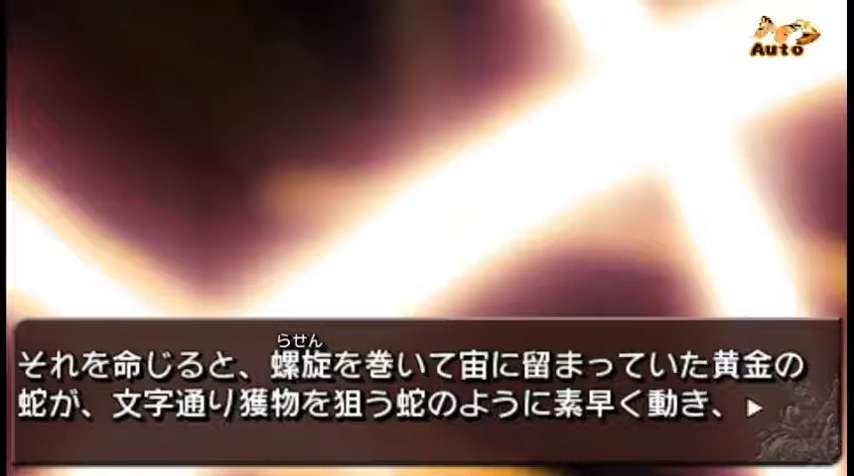 Auto
らせん
それを命じると、螺旋を巻いて宙に留まっていた黄金の
蛇が、文字通り獲物を狙う蛇のように素早く動き、